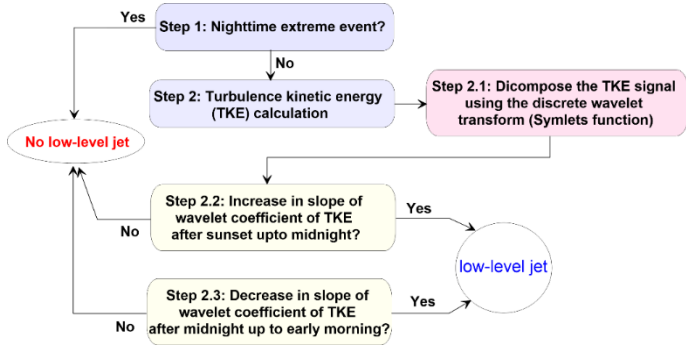 Yes
Step 1: Nighttime extreme event?
No
Step 2: Turbulence kinetic energy
(TKE) calculation
Step 2.1: Dicompose the TKE signal
using the discrete wavelet
transform (Symlets function)
No low-level jet
Step 2.2: Increase in slope of
wavelet coefficient of TKE
after sunset upto midnight?
No
Yes
low-level jet
Step 2.3: Decrease in slope of
wavelet coefficient of TKE
after midnight up to early morning?
No
Yes